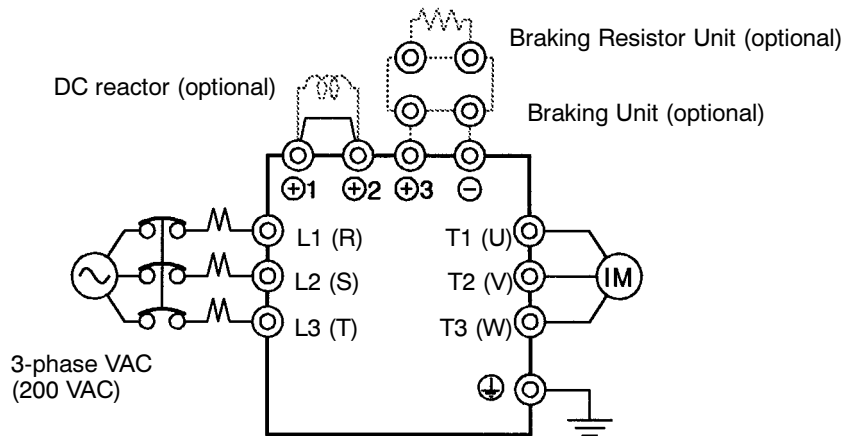 Braking Resistor Unit (optional)
DC reactor (optional)
Braking Unit (optional)
⊕1 ⊕2 ⊕3 ⊖
L1 (R)
T1 (U)
L2 (S)
T2 (V)
IM
L3 (T)
T3 (W)
3-phase VAC
(200 VAC)